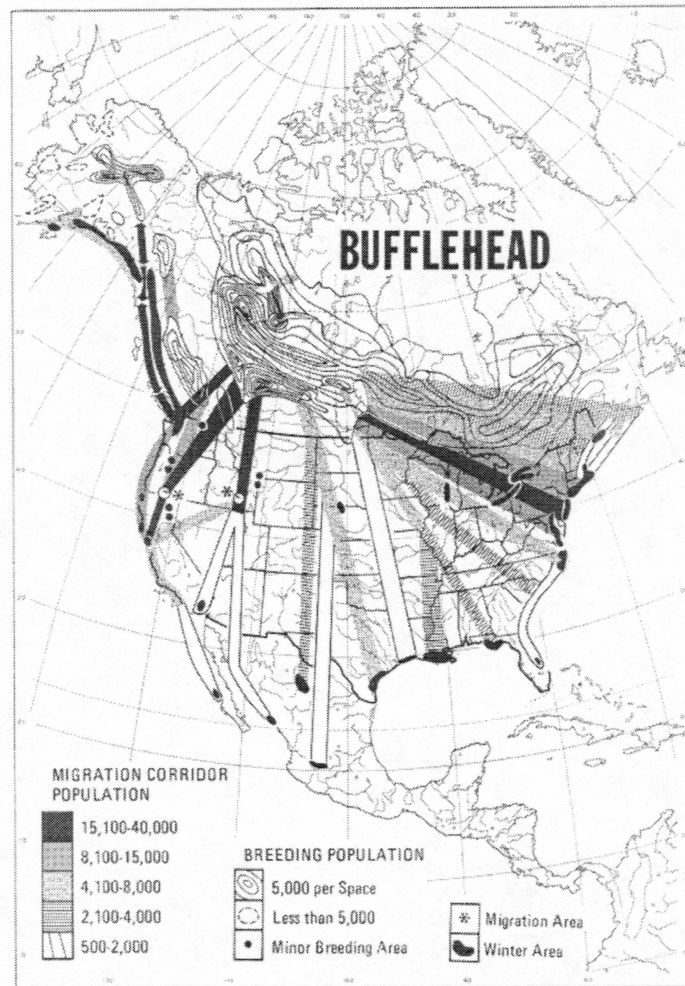 BUFFLEHEAD
MIGRATION CORRIDOR
POPULATION
15,100-40,000
8,100-15,000
4,100-8,000
2,100-4,000
500-2,000
BREEDING POPULATION
5,000 per Space
Less than 5,000
Minor Breeding Area
Migration Area
Winter Area